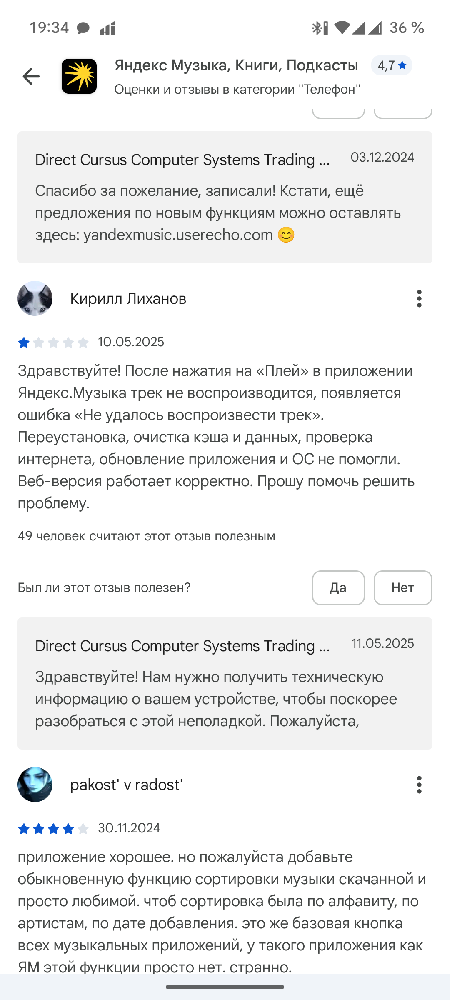 19:34
36 %
Яндекс Музыка, Книги, Подкасты 4,7
Оценки и отзывы в категории "Телефон"
Direct Cursus Computer Systems Trading ... 03.12.2024
Спасибо за пожелание, записали! Кстати, ещё
предложения по новым функциям можно оставлять
здесь: yandexmusic.userecho.com 😊
Кирилл Лиханов
10.05.2025
Здравствуйте! После нажатия на «Плей» в приложении
Яндекс.Музыка трек не воспроизводится, появляется
ошибка «Не удалось воспроизвести трек».
Переустановка, очистка кэша и данных, проверка
интернета, обновление приложения и ОС не помогли.
Веб-версия работает корректно. Прошу помочь решить
проблему.
49 человек считают этот отзыв полезным
Был ли этот отзыв полезен? Да Нет
Direct Cursus Computer Systems Trading ... 11.05.2025
Здравствуйте! Нам нужно получить техническую
информацию о вашем устройстве, чтобы поскорее
разобраться с этой неполадкой. Пожалуйста,
pakost' v radost'
30.11.2024
приложение хорошее. но пожалуйста добавьте
обыкновенную функцию сортировки музыки скачанной и
просто любимой. чтоб сортировка была по алфавиту, по
артистам, по дате добавления. это же базовая кнопка
всех музыкальных приложений, у такого приложения как
ЯМ этой функции просто нет. странно.